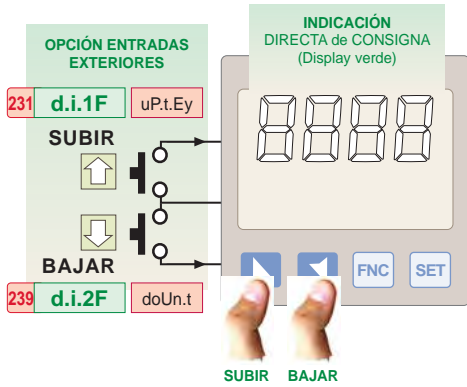 OPCIÓN ENTRADAS
EXTERIORES
INDICACIÓN
DIRECTA de CONSIGNA
(Display verde)
231 d.i.1F uP.t.Ey
SUBIR
BAJAR
239 d.i.2F doUn.t
8888
FNC SET
SUBIR BAJAR